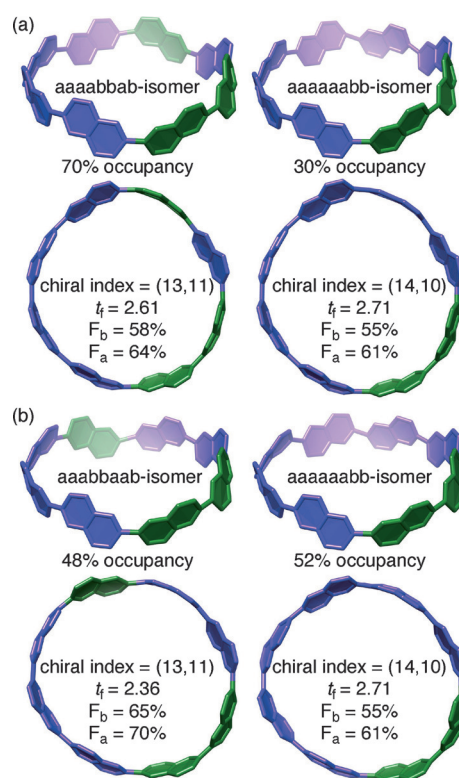 (a)
aaaabbab-isomer
70% occupancy
aaaaaabb-isomer
30% occupancy
chiral index = (13,11)
tf = 2.61
Fb = 58%
Fa = 64%
chiral index = (14,10)
tf = 2.71
Fb = 55%
Fa = 61%
(b)
aaabbaab-isomer
48% occupancy
aaaaaabb-isomer
52% occupancy
chiral index = (13,11)
tf = 2.36
Fb = 65%
Fa = 70%
chiral index = (14,10)
tf = 2.71
Fb = 55%
Fa = 61%